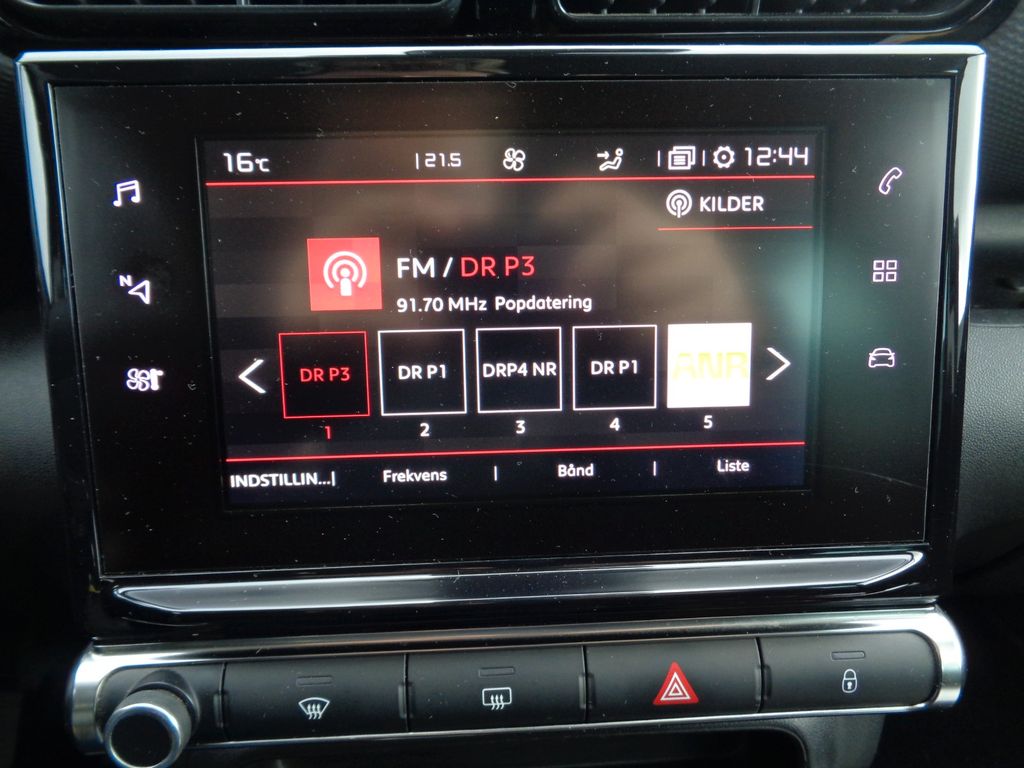 16°C | 21.5 | | 12:44
KILDER
FM / DR P3
91.70 MHz Popdatering
N
DR P3 DR P1 DRP4 NR DR P1 ANR
1 2 3 4 5
INDSTILLIN...| Frekvens | Bånd | Liste